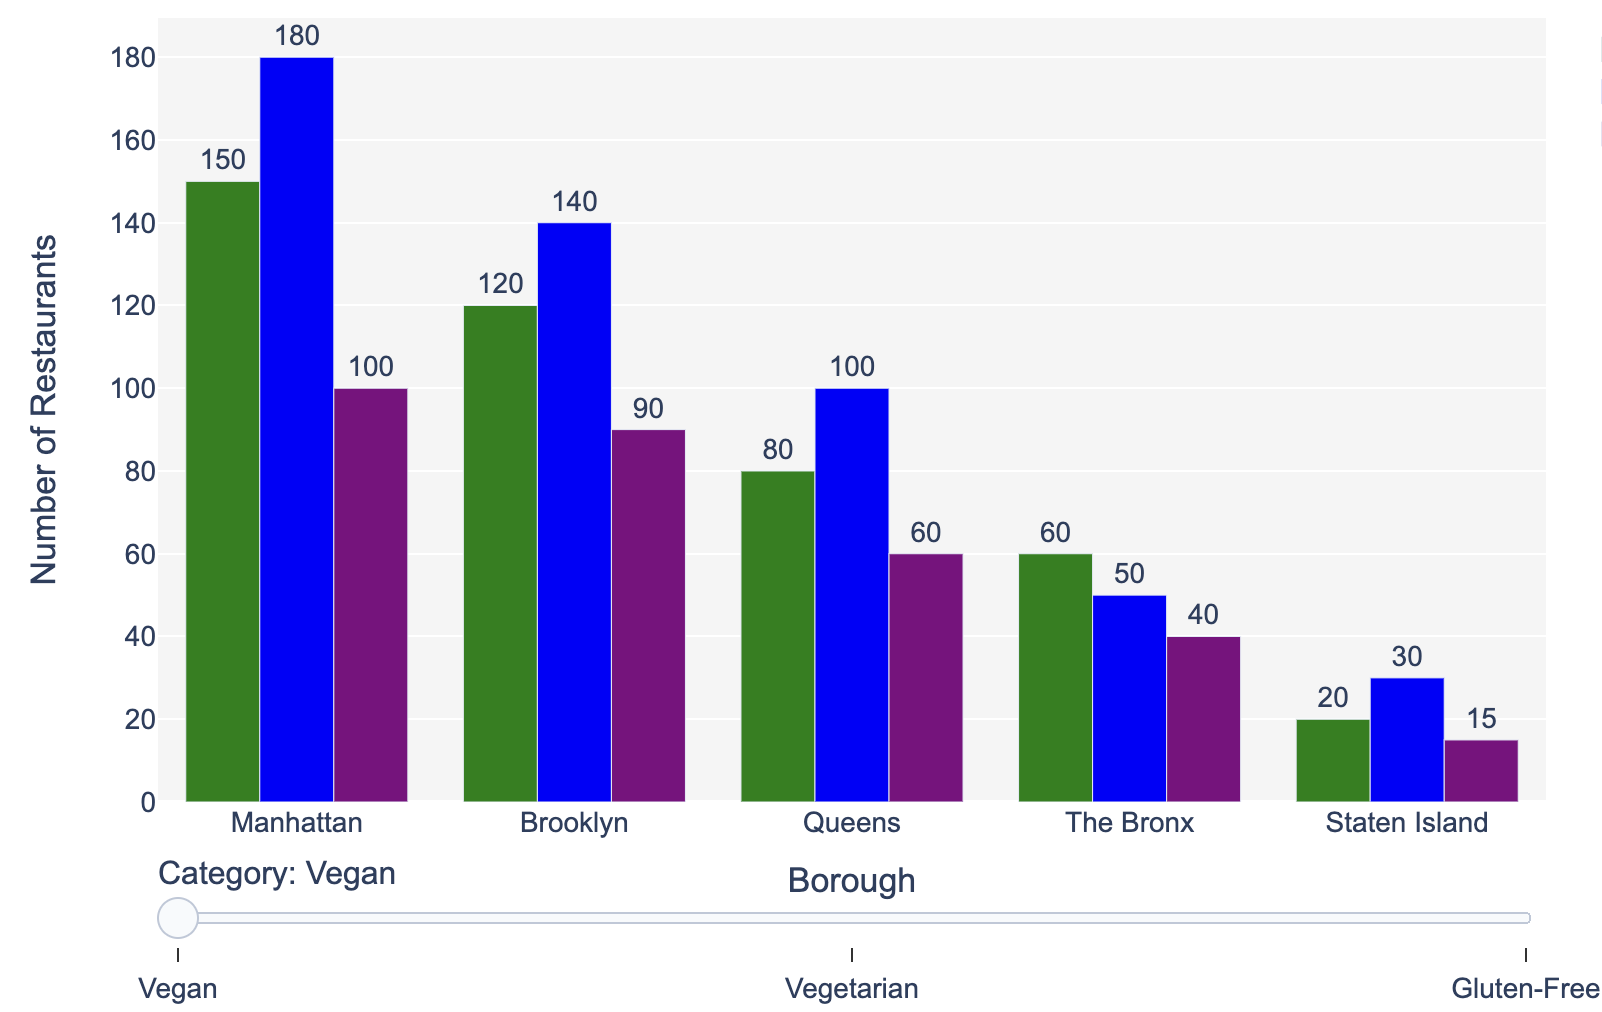 Number of Restaurants
180
160
140
120
100
80
60
40
20
0
150
180
100
120
140
90
80
100
60
60
50
40
20
30
15
Manhattan
Brooklyn
Queens
The Bronx
Staten Island
Borough
Category: Vegan
Vegan
Vegetarian
Gluten-Free